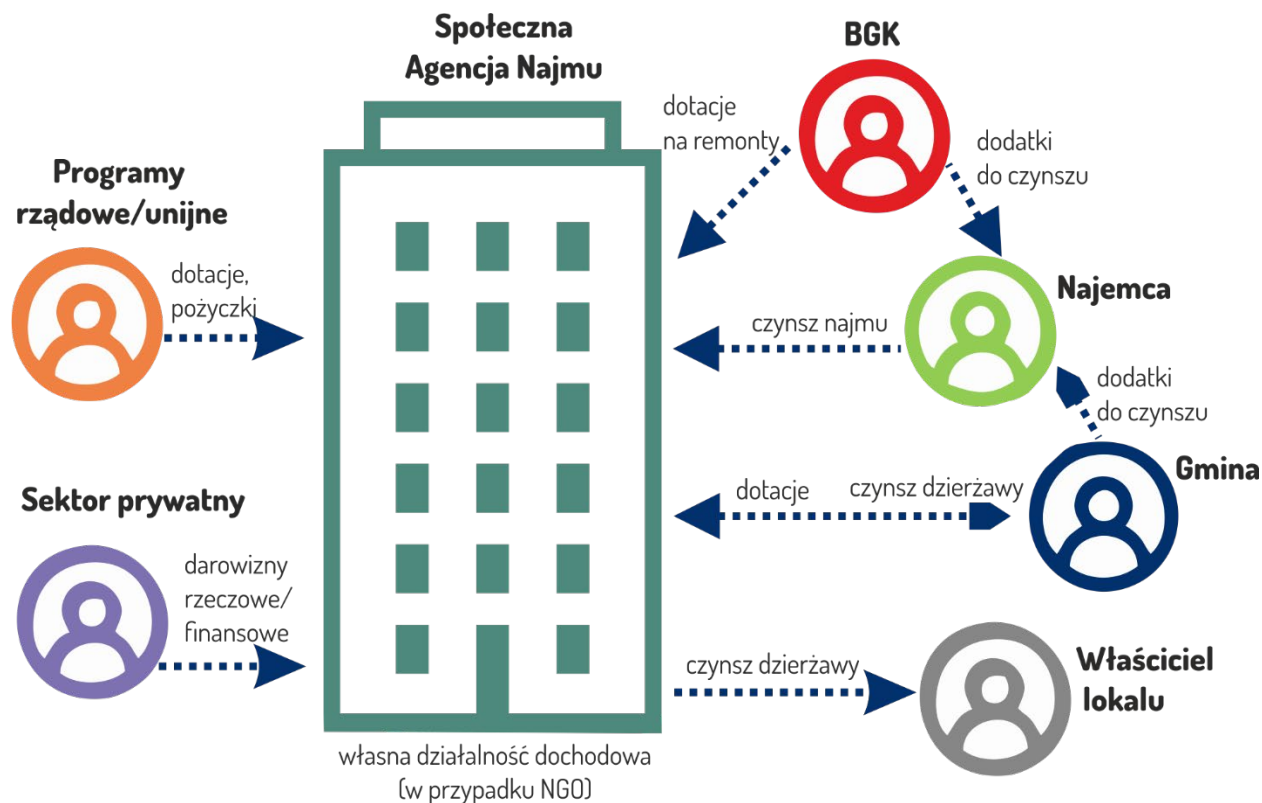 Społeczna
Agencja Najmu
BGK
dotacje
na remonty
dodatki
do czynszu
Programy
rządowe/unijne
dotacje,
pożyczki
Najemca
czynsz najmu
dodatki
do czynszu
Gmina
dotacje
czynsz dzierżawy
Sektor prywatny
darowizny
rzeczowe/
finansowe
czynsz dzierżawy
Właściciel
lokalu
własna działalność dochodowa
(w przypadku NGO)